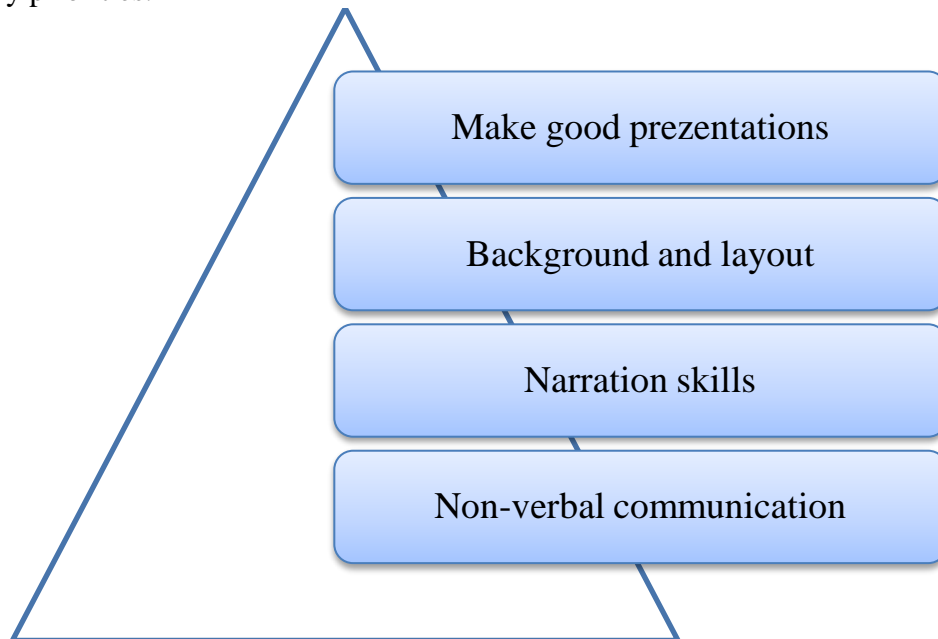 Make good prezentations
Background and layout
Narration skills
Non-verbal communication